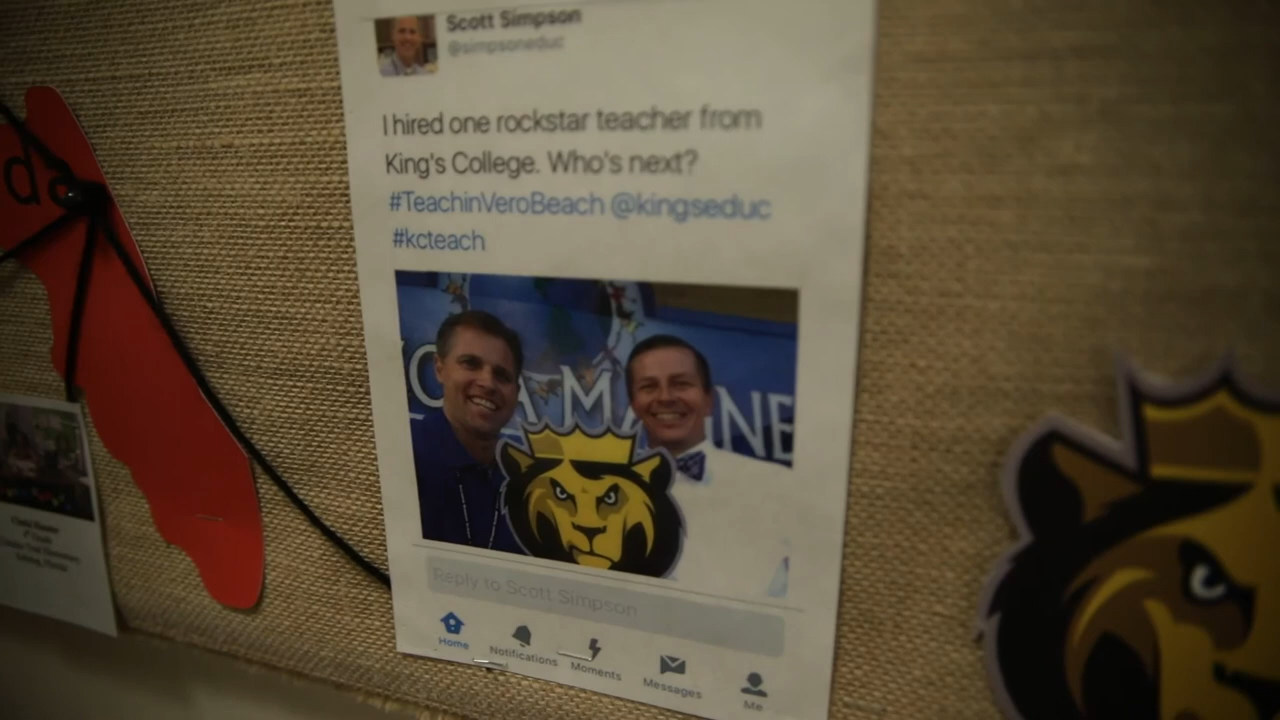 Scott Simpson
@simpsoneduc
I hired one rockstar teacher from
King's College. Who's next?
#TeachinVeroBeach @kingseduc
#kcteach
Reply to Scott Simpson
Home
Notifications
Moments
Messages
Me